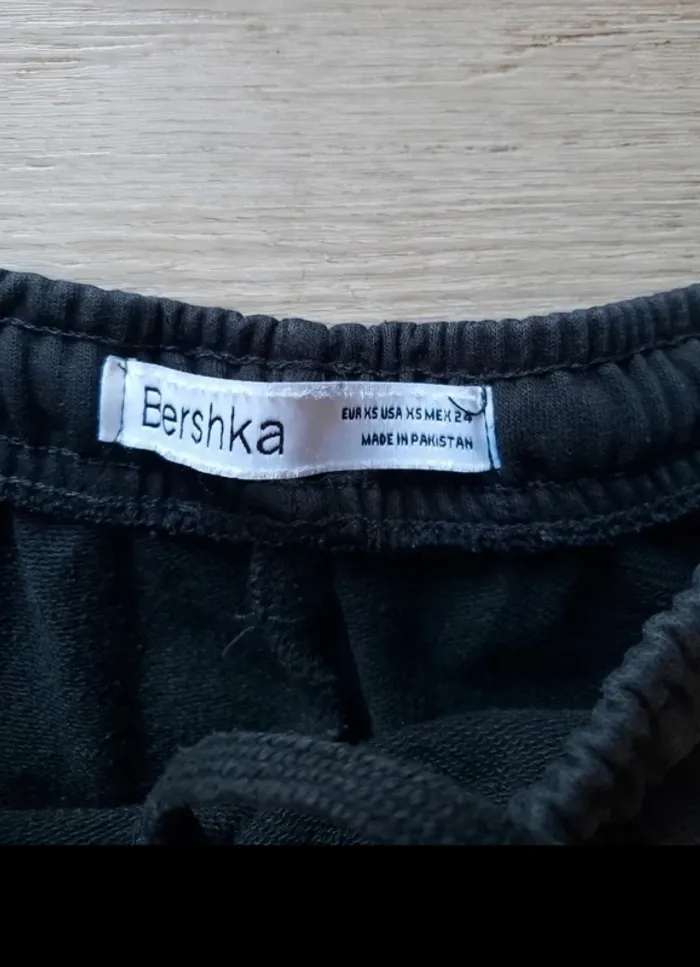 Bershka
EUR XS USA XS MEX 24
MADE IN PAKISTAN